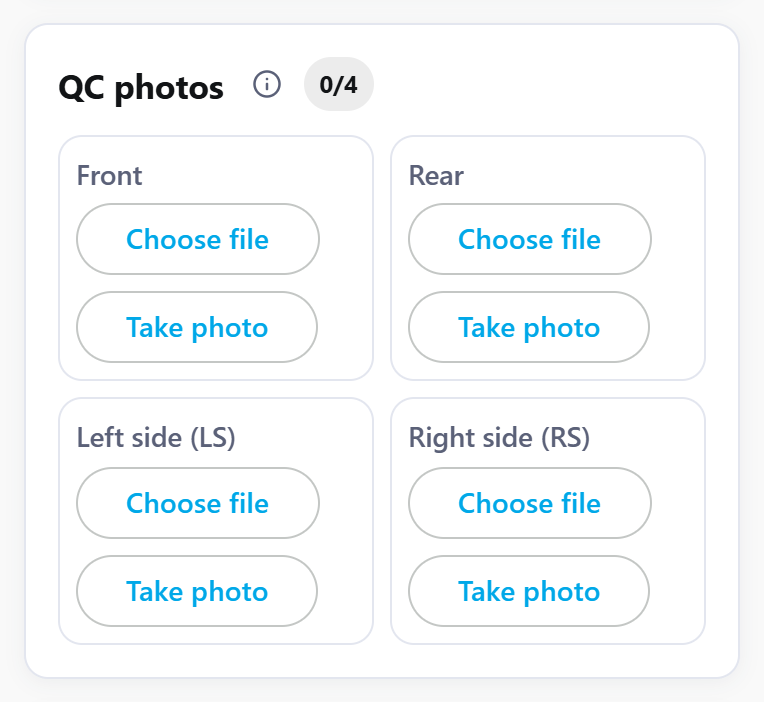 QC photos 0/4
Front
Choose file
Take photo
Rear
Choose file
Take photo
Left side (LS)
Choose file
Take photo
Right side (RS)
Choose file
Take photo